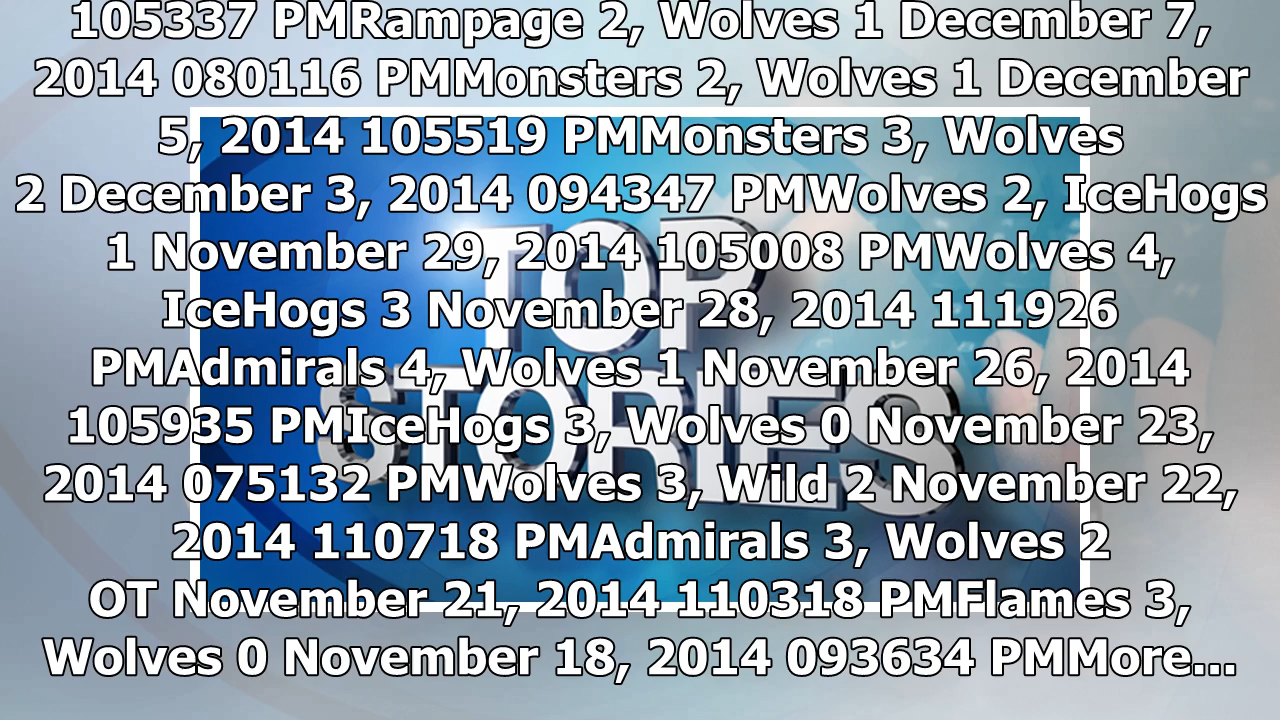 105337 PMRampage 2, Wolves 1 December 7,
2014 080116 PMMonsters 2, Wolves 1 December
5, 2014 105519 PMMonsters 3, Wolves
2 December 3, 2014 094347 PMWolves 2, IceHogs
1 November 29, 2014 105008 PMWolves 4,
IceHogs 3 November 28, 2014 111926
PMAdmirals 4, Wolves 1 November 26, 2014
105935 PMIceHogs 3, Wolves 0 November 23,
2014 075132 PMWolves 3, Wild 2 November 22,
2014 110718 PMAdmirals 3, Wolves 2
OT November 21, 2014 110318 PMFlames 3,
Wolves 0 November 18, 2014 093634 PMMore...
TOP
STORIES